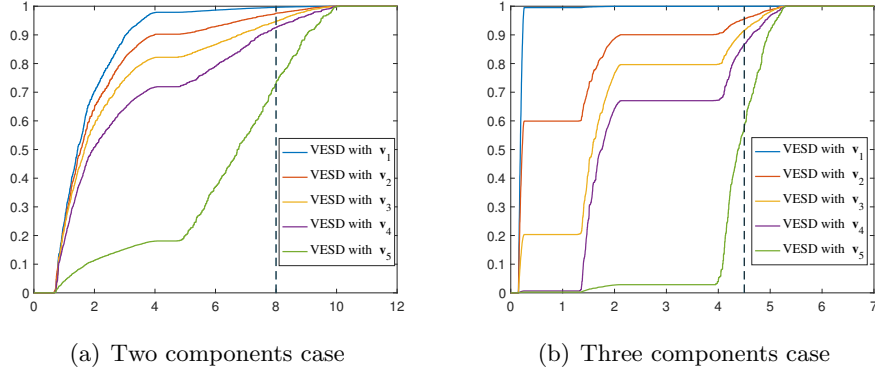 1
0.9
0.8
0.7
0.6
0.5
0.4
0.3
0.2
0.1
0
0 2 4 6 8 10 12
VESD with v1
VESD with v2
VESD with v3
VESD with v4
VESD with v5
(a) Two components case
1
0.9
0.8
0.7
0.6
0.5
0.4
0.3
0.2
0.1
0
0 1 2 3 4 5 6 7
VESD with v1
VESD with v2
VESD with v3
VESD with v4
VESD with v5
(b) Three components case